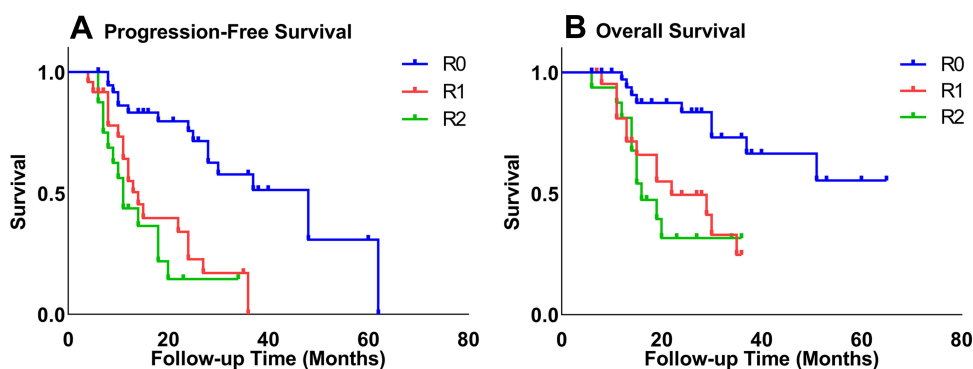 A Progression-Free Survival
1.0
0.5
0.0
Survival
0 20 40 60 80
Follow-up Time (Months)
R0
R1
R2
B Overall Survival
1.0
0.5
0.0
Survival
0 20 40 60 80
Follow-up Time (Months)
R0
R1
R2